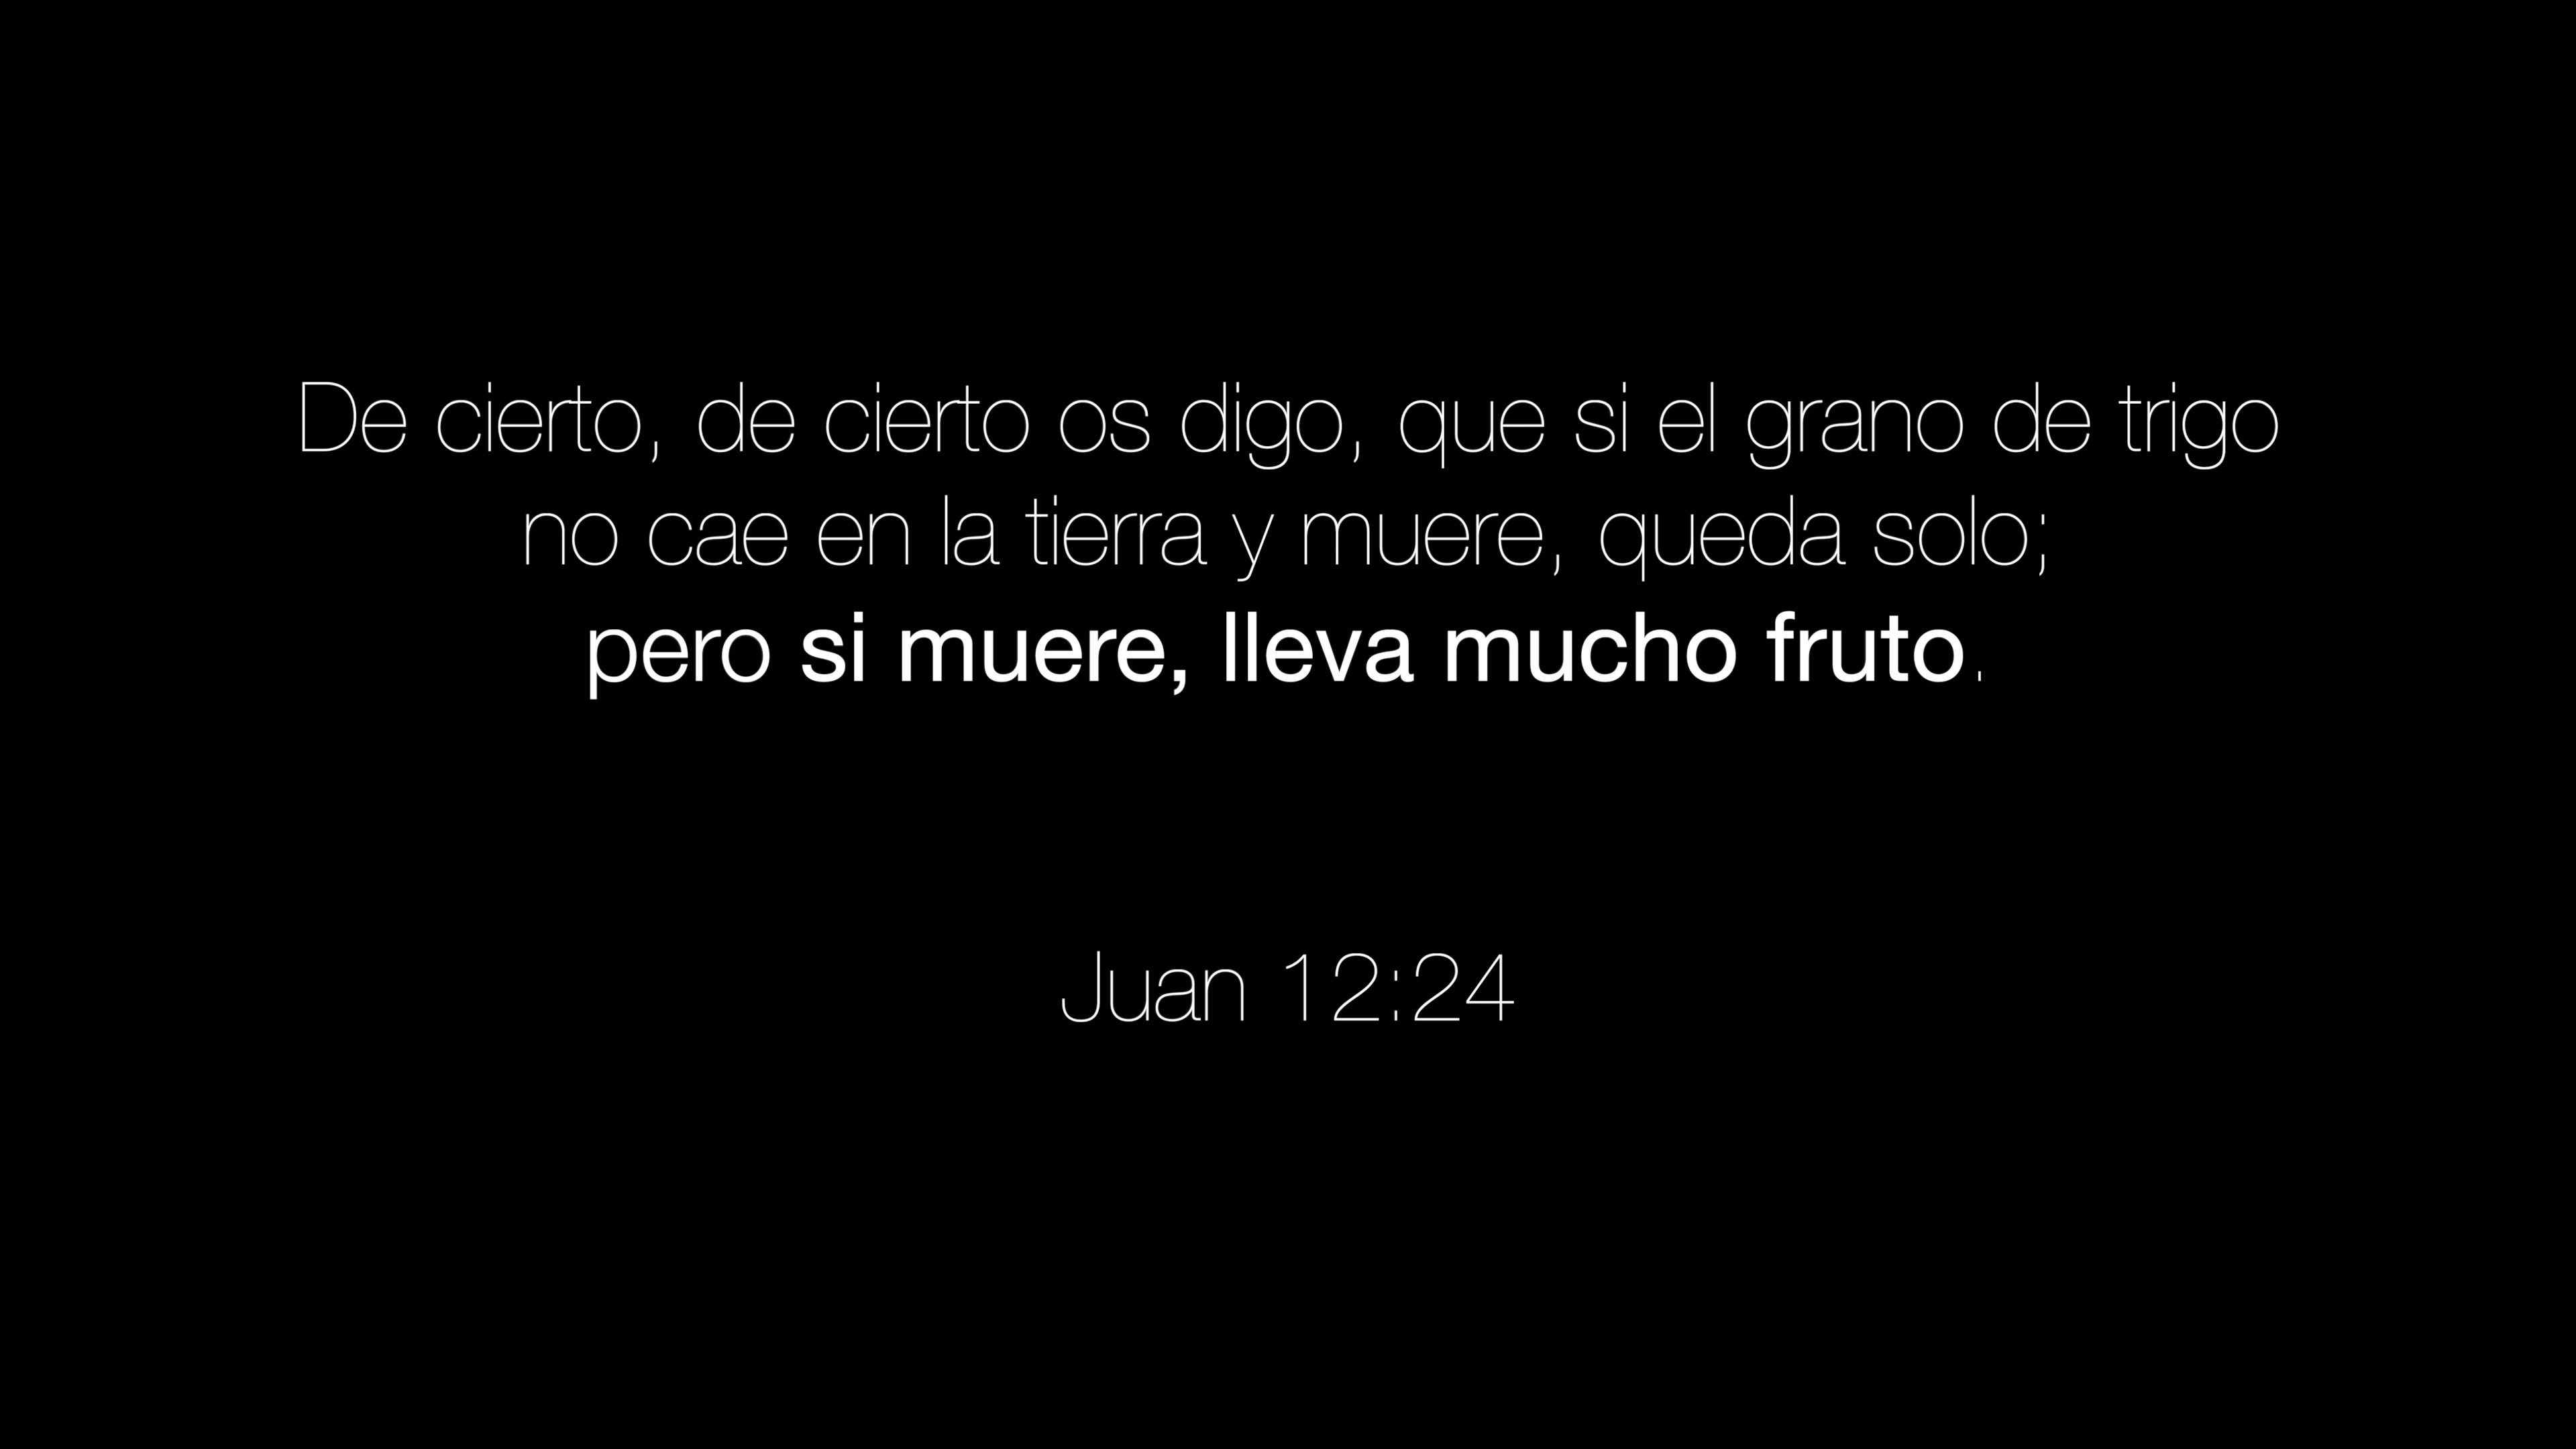 De cierto, de cierto os digo, que si el grano de trigo
no cae en la tierra y muere, queda solo;
pero si muere, lleva mucho fruto.
Juan 12:24